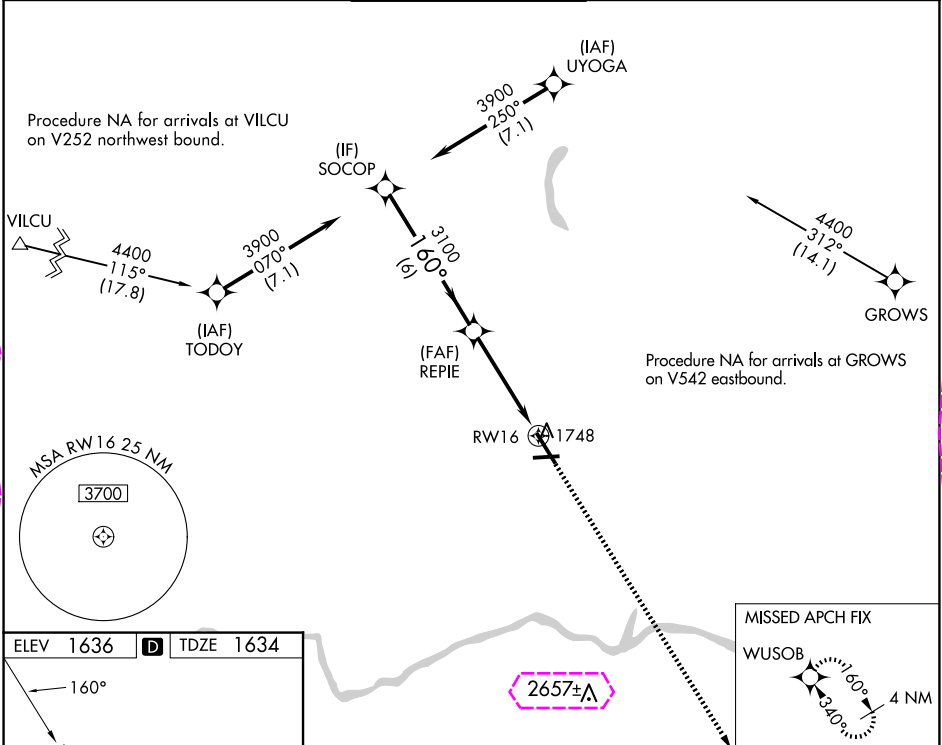 (IAF)
UYOGA
3900
250°
(7.1)
Procedure NA for arrivals at VILCU
on V252 northwest bound.
(IF)
SOCOP
VILCU
4400
115°
(17.8)
3900
070°
(7.1)
3100
160°
(6)
4400
312°
(14.1)
GROWS
(IAF)
TODOY
(FAF)
REPIE
Procedure NA for arrivals at GROWS
on V542 eastbound.
RW16
1748
MSA RW16 25 NM
3700
ELEV 1636 D TDZE 1634
160°
2657±
MISSED APCH FIX
WUSOB
160°
340°
4 NM